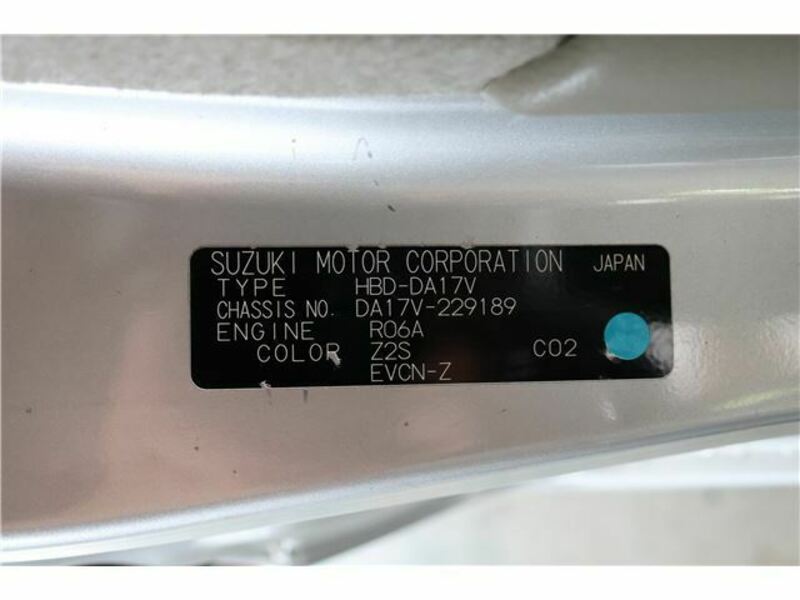 SUZUKI MOTOR CORPORATION JAPAN
TYPE HBD-DA17V
CHASSIS NO. DA17V-229189
ENGINE R06A
COLOR Z2S C02
EVCN-Z